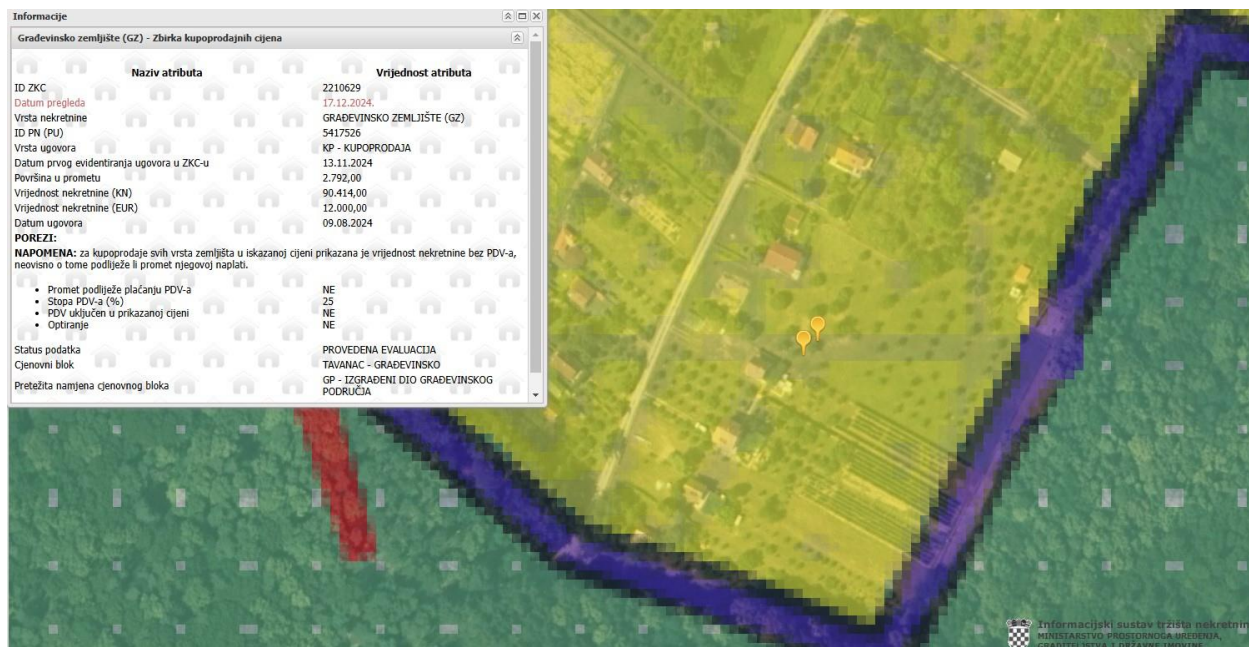 Informacije
Građevinsko zemljište (GZ) - Zbirka kupoprodajnih cijena
Naziv atributa Vrijednost atributa
ID ZKC 2210629
Datum pregleda 17.12.2024.
Vrsta nekretnine GRAĐEVINSKO ZEMLJIŠTE (GZ)
ID PN (PU) 5417526
Vrsta ugovora KP - KUPOPRODAJA
Datum prvog evidentiranja ugovora u ZKC-u 13.11.2024
Površina u prometu 2.792,00
Vrijednost nekretnine (KN) 90.414,00
Vrijednost nekretnine (EUR) 12.000,00
Datum ugovora 09.08.2024
POREZI:
NAPOMENA: za kupoprodaje svih vrsta zemljišta u iskazanoj cijeni prikazana je vrijednost nekretnine bez PDV-a,
neovisno o tome podliježe li promet njegovoj naplati.
• Promet podliježe plaćanju PDV-a NE
• Stopa PDV-a (%) 25
• PDV uključen u prikazanoj cijeni NE
• Optiranje NE
Status podatka PROVEDENA EVALUACIJA
Cjenovni blok TAVANAC - GRAĐEVINSKO
Pretežita namjena cjenovnog bloka GP - IZGRAĐENI DIO GRAĐEVINSKOG
PODRUČJA
Informacijski sustav tržišta nekretnina
MINISTARSTVO PROSTORNOGA UREĐENJA,
GRADITELJSTVA I DRŽAVNE IMOVINE